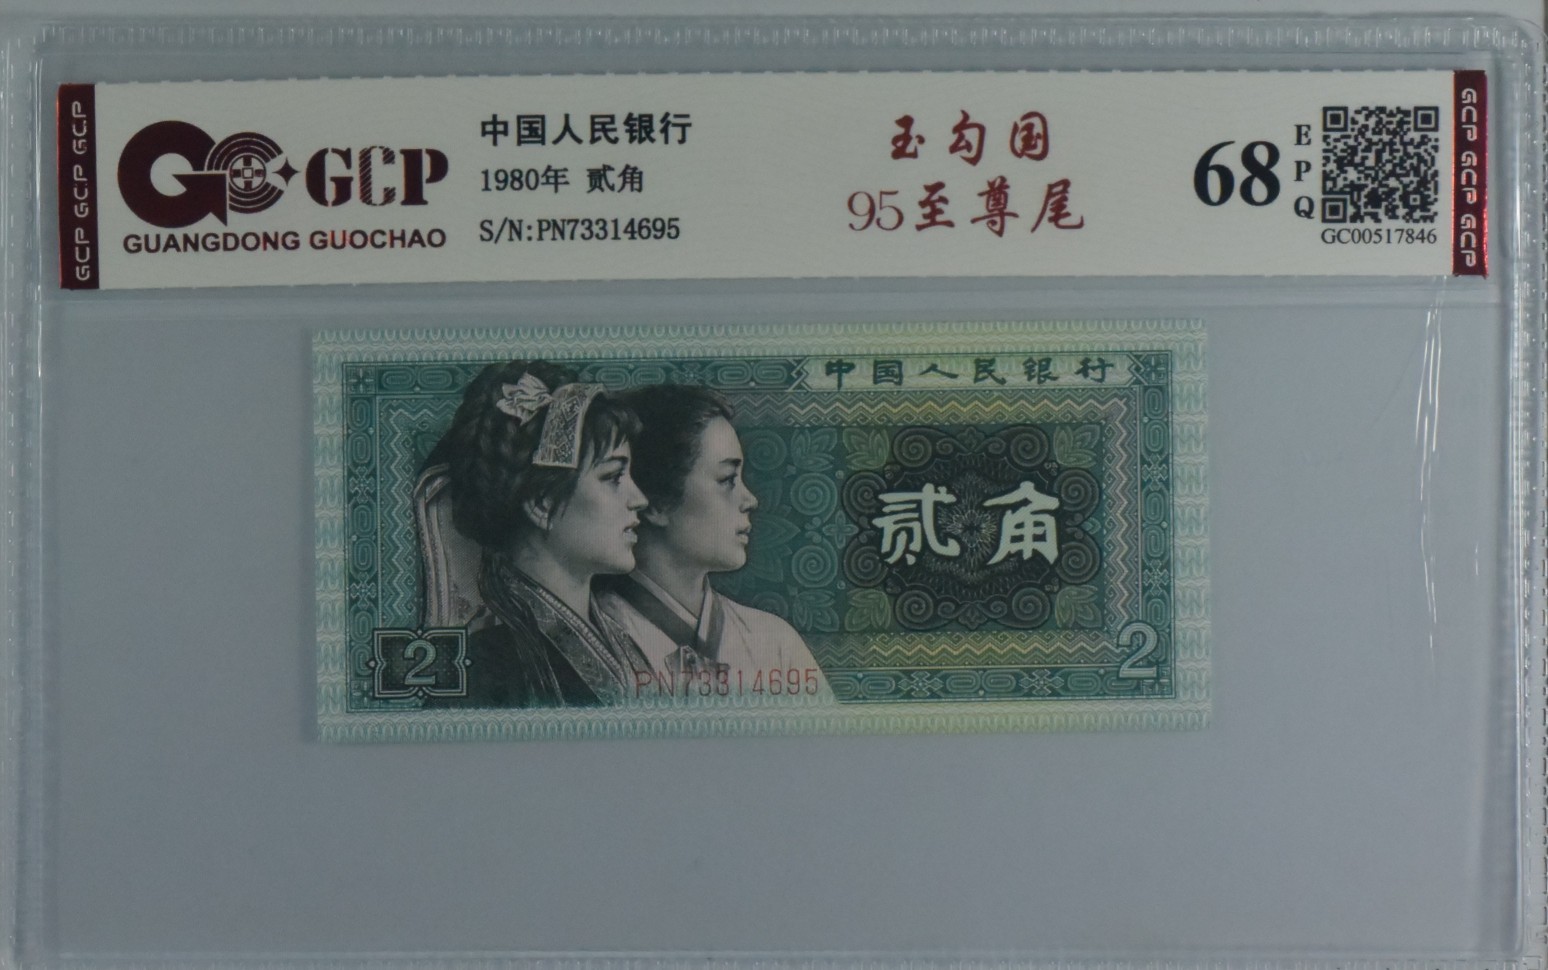 GCP GCP GCP
GCP
GUANGDONG GUOCHAO
中国人民银行
1980年 贰角
S/N:PN73314695
玉勾国
95至尊尾
68
EPQ
GC00517846
GCP GCP GCP
中国人民银行
贰角
2
2
PN73314695